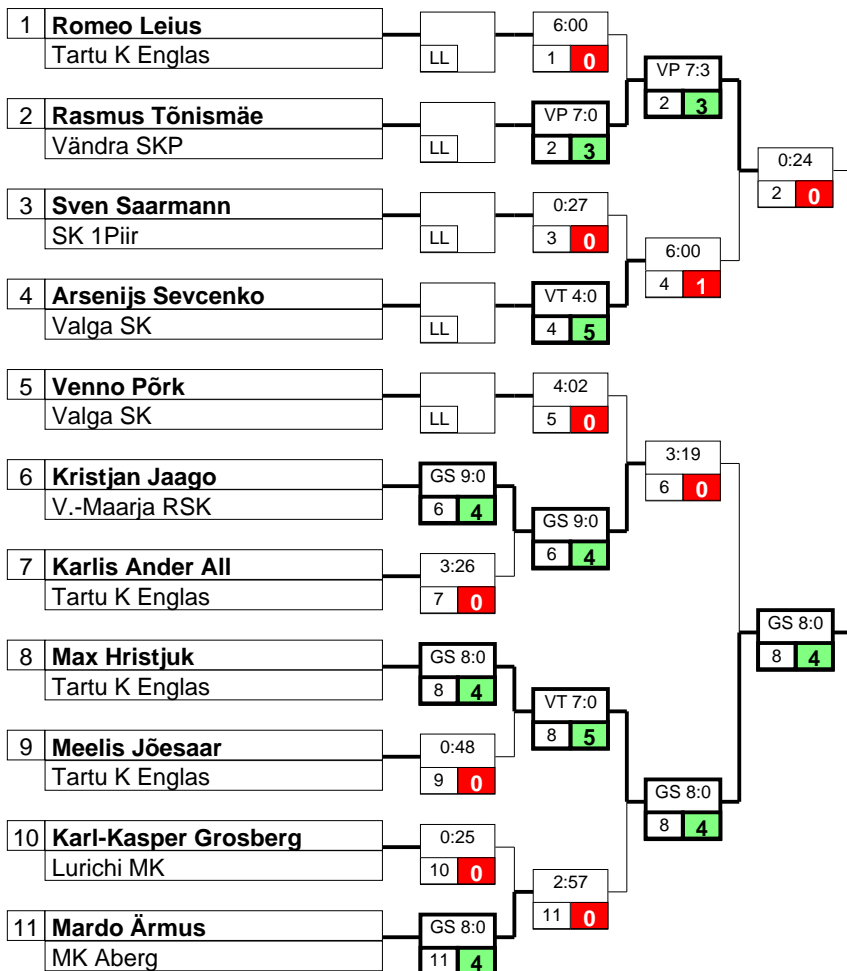 1 Romeo Leius
Tartu K Englas
LL
6:00
1 0
VP 7:3
2 3
2 Rasmus Tõnismäe
Vändra SKP
LL
VP 7:0
2 3
0:24
2 0
3 Sven Saarmann
SK 1Piir
LL
0:27
3 0
6:00
4 1
4 Arsenijs Sevcenko
Valga SK
LL
VT 4:0
4 5
5 Venno Põrk
Valga SK
LL
4:02
5 0
3:19
6 0
6 Kristjan Jaago
V.-Maarja RSK
GS 9:0
6 4
GS 9:0
6 4
7 Karlis Ander All
Tartu K Englas
3:26
7 0
GS 8:0
8 4
8 Max Hristjuk
Tartu K Englas
GS 8:0
8 4
VT 7:0
8 5
9 Meelis Jõesaar
Tartu K Englas
0:48
9 0
GS 8:0
8 4
10 Karl-Kasper Grosberg
Lurichi MK
0:25
10 0
2:57
11 0
11 Mardo Ärmus
MK Aberg
GS 8:0
11 4